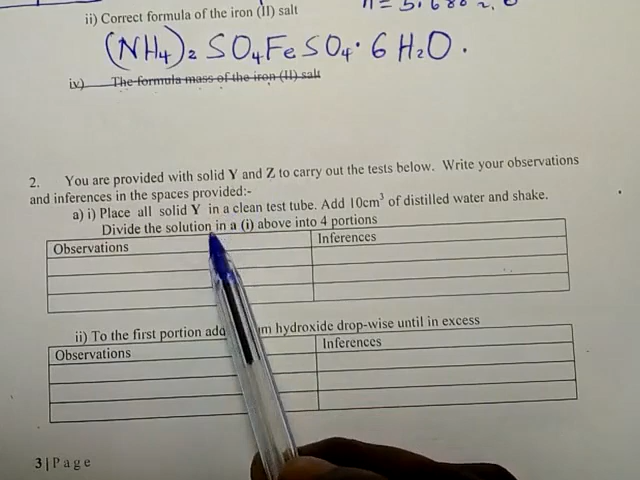 ii) Correct formula of the iron (II) salt
(NH₄)₂SO₄FeSO₄·6H₂O.
iv) The formula mass of the iron (II) salt
2. You are provided with solid Y and Z to carry out the tests below. Write your observations
and inferences in the spaces provided:-
a) i) Place all solid Y in a clean test tube. Add 10cm³ of distilled water and shake.
Divide the solution in a (i) above into 4 portions
Observations Inferences
ii) To the first portion add hydroxide drop-wise until in excess
Observations Inferences
3|Page